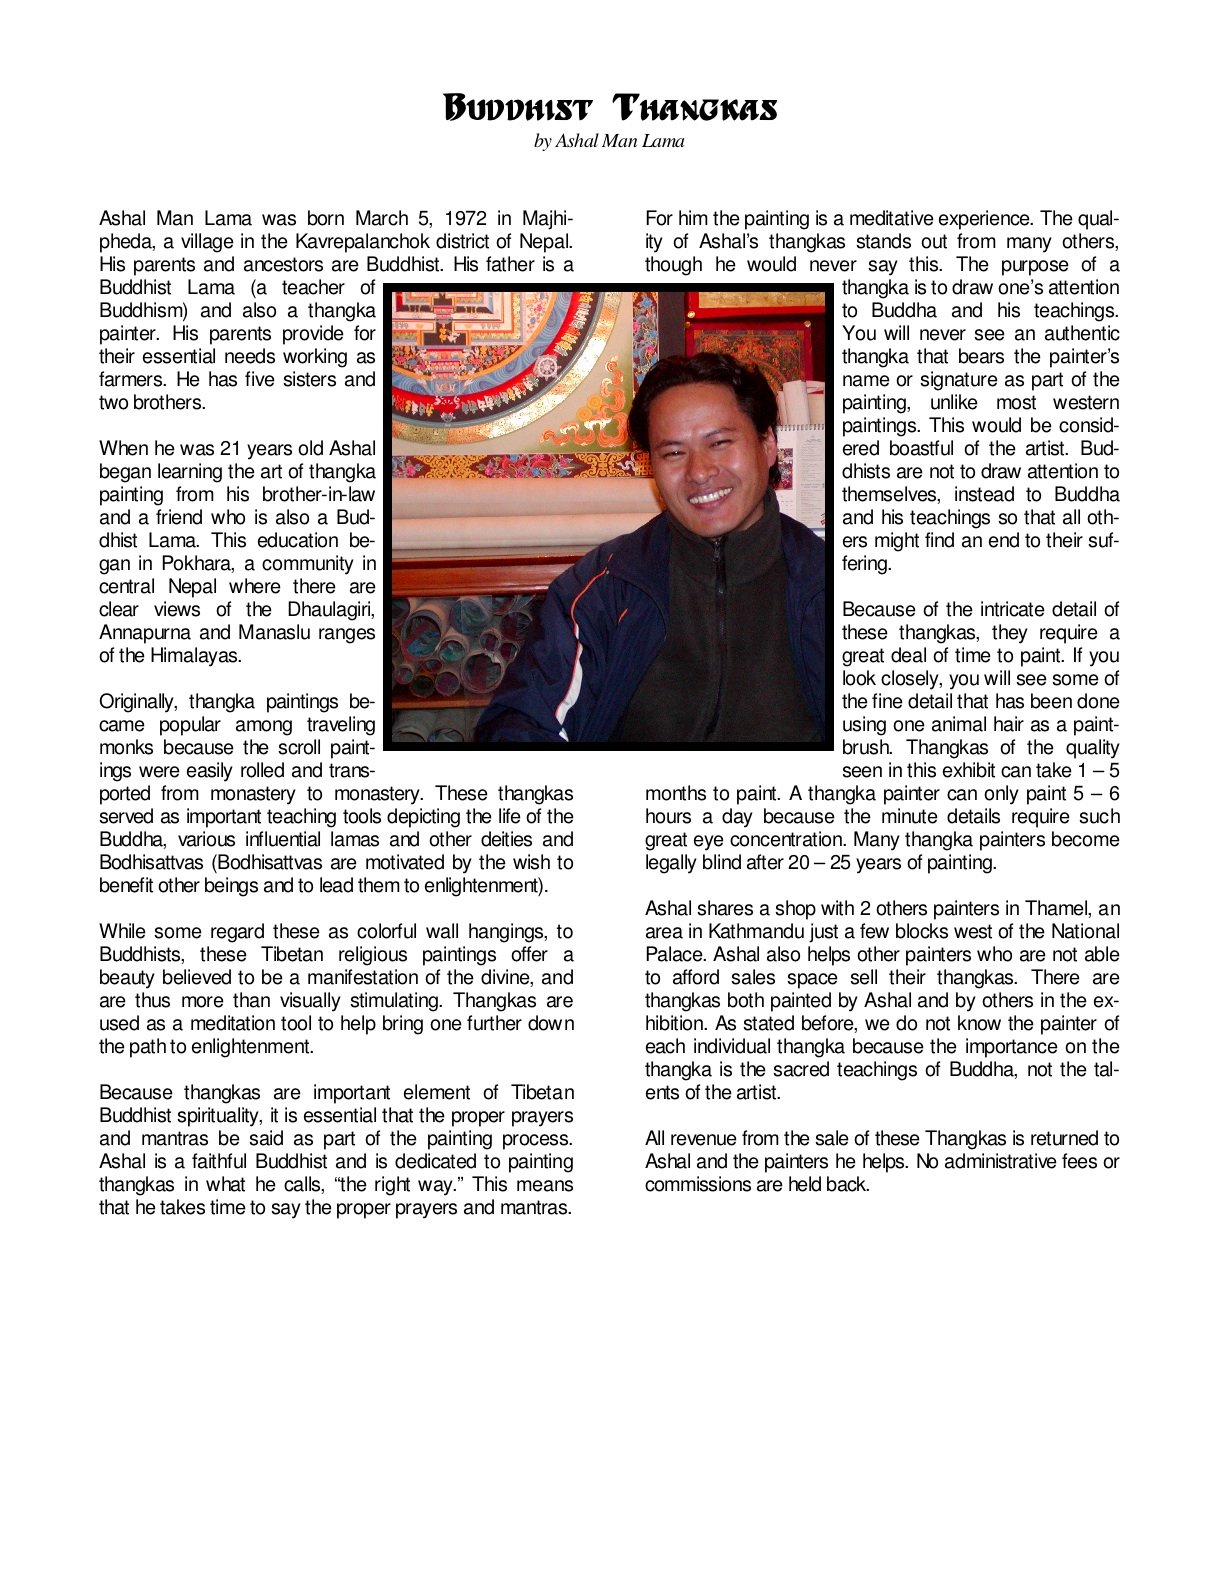 Buddhist Thangkas
by Ashal Man Lama
Ashal Man Lama was born March 5, 1972 in Majhi-
pheda, a village in the Kavrepalanchok district of Nepal.
His parents and ancestors are Buddhist. His father is a
Buddhist Lama (a teacher of
Buddhism) and also a thangka
painter. His parents provide for
their essential needs working as
farmers. He has five sisters and
two brothers.
When he was 21 years old Ashal
began learning the art of thangka
painting from his brother-in-law
and a friend who is also a Bud-
dhist Lama. This education be-
gan in Pokhara, a community in
central Nepal where there are
clear views of the Dhaulagiri,
Annapurna and Manaslu ranges
of the Himalayas.
Originally, thangka paintings be-
came popular among traveling
monks because the scroll paint-
ings were easily rolled and trans-
ported from monastery to monastery. These thangkas
served as important teaching tools depicting the life of the
Buddha, various influential lamas and other deities and
Bodhisattvas (Bodhisattvas are motivated by the wish to
benefit other beings and to lead them to enlightenment).
While some regard these as colorful wall hangings, to
Buddhists, these Tibetan religious paintings offer a
beauty believed to be a manifestation of the divine, and
are thus more than visually stimulating. Thangkas are
used as a meditation tool to help bring one further down
the path to enlightenment.
Because thangkas are important element of Tibetan
Buddhist spirituality, it is essential that the proper prayers
and mantras be said as part of the painting process.
Ashal is a faithful Buddhist and is dedicated to painting
thangkas in what he calls, “the right way.” This means
that he takes time to say the proper prayers and mantras.
For him the painting is a meditative experience. The qual-
ity of Ashal’s thangkas stands out from many others,
though he would never say this. The purpose of a
thangka is to draw one’s attention
to Buddha and his teachings.
You will never see an authentic
thangka that bears the painter’s
name or signature as part of the
painting, unlike most western
paintings. This would be consid-
ered boastful of the artist. Bud-
dhists are not to draw attention to
themselves, instead to Buddha
and his teachings so that all oth-
ers might find an end to their suf-
fering.
Because of the intricate detail of
these thangkas, they require a
great deal of time to paint. If you
look closely, you will see some of
the fine detail that has been done
using one animal hair as a paint-
brush. Thangkas of the quality
seen in this exhibit can take 1 – 5
months to paint. A thangka painter can only paint 5 – 6
hours a day because the minute details require such
great eye concentration. Many thangka painters become
legally blind after 20 – 25 years of painting.
Ashal shares a shop with 2 others painters in Thamel, an
area in Kathmandu just a few blocks west of the National
Palace. Ashal also helps other painters who are not able
to afford sales space sell their thangkas. There are
thangkas both painted by Ashal and by others in the ex-
hibition. As stated before, we do not know the painter of
each individual thangka because the importance on the
thangka is the sacred teachings of Buddha, not the tal-
ents of the artist.
All revenue from the sale of these Thangkas is returned to
Ashal and the painters he helps. No administrative fees or
commissions are held back.